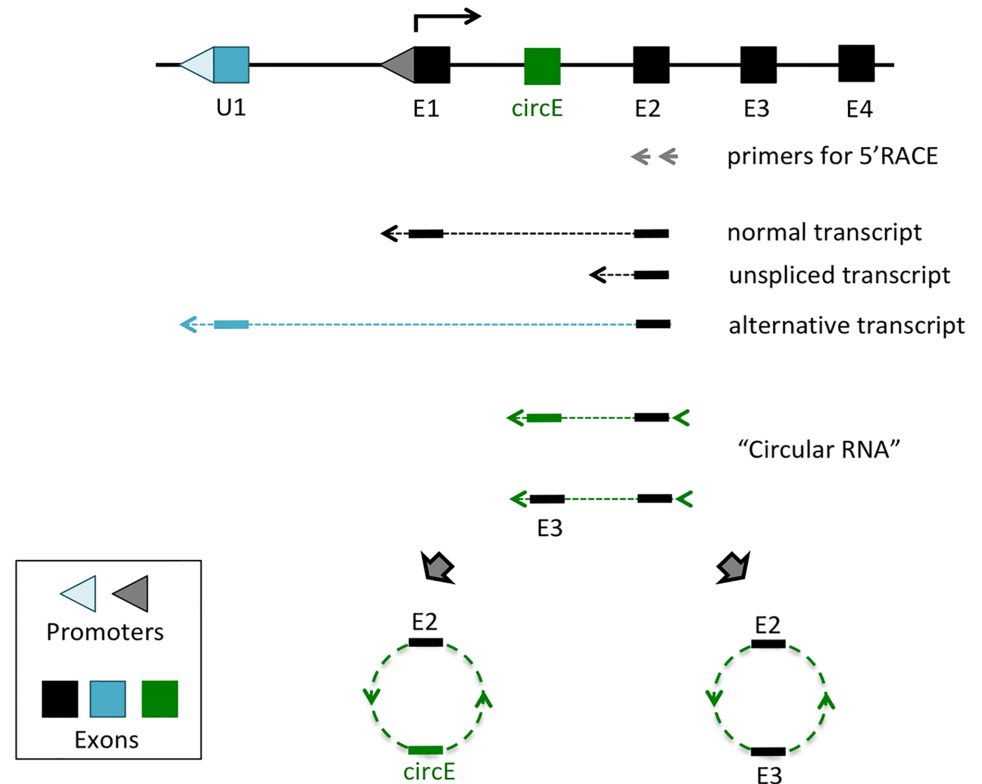 U1 E1 circE E2 E3 E4
primers for 5’RACE
normal transcript
unspliced transcript
alternative transcript
“Circular RNA”
E3
Promoters
Exons
E2
circE
E2
E3